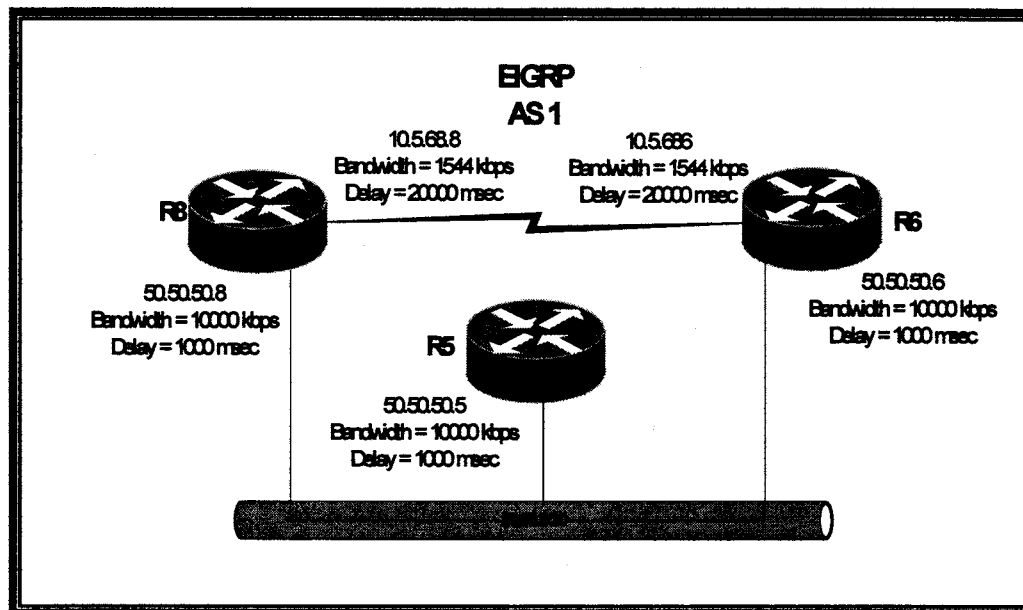 EIGRP
AS 1
10.5.68.8
Bandwidth = 1544 kbps
Delay = 20000 msec
10.5.68.6
Bandwidth = 1544 kbps
Delay = 20000 msec
R8
R6
50.50.50.8
Bandwidth = 10000 kbps
Delay = 1000 msec
50.50.50.6
Bandwidth = 10000 kbps
Delay = 1000 msec
R5
50.50.50.5
Bandwidth = 10000 kbps
Delay = 1000 msec